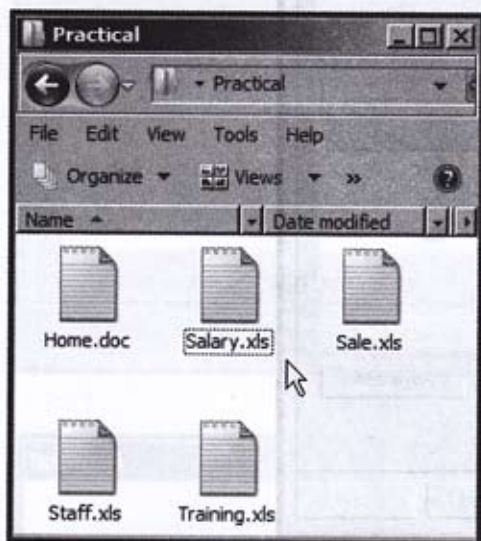 Practical
Practical
File Edit View Tools Help
Organize Views »
Name Date modified
Home.doc Salary.xls Sale.xls
Staff.xls Training.xls